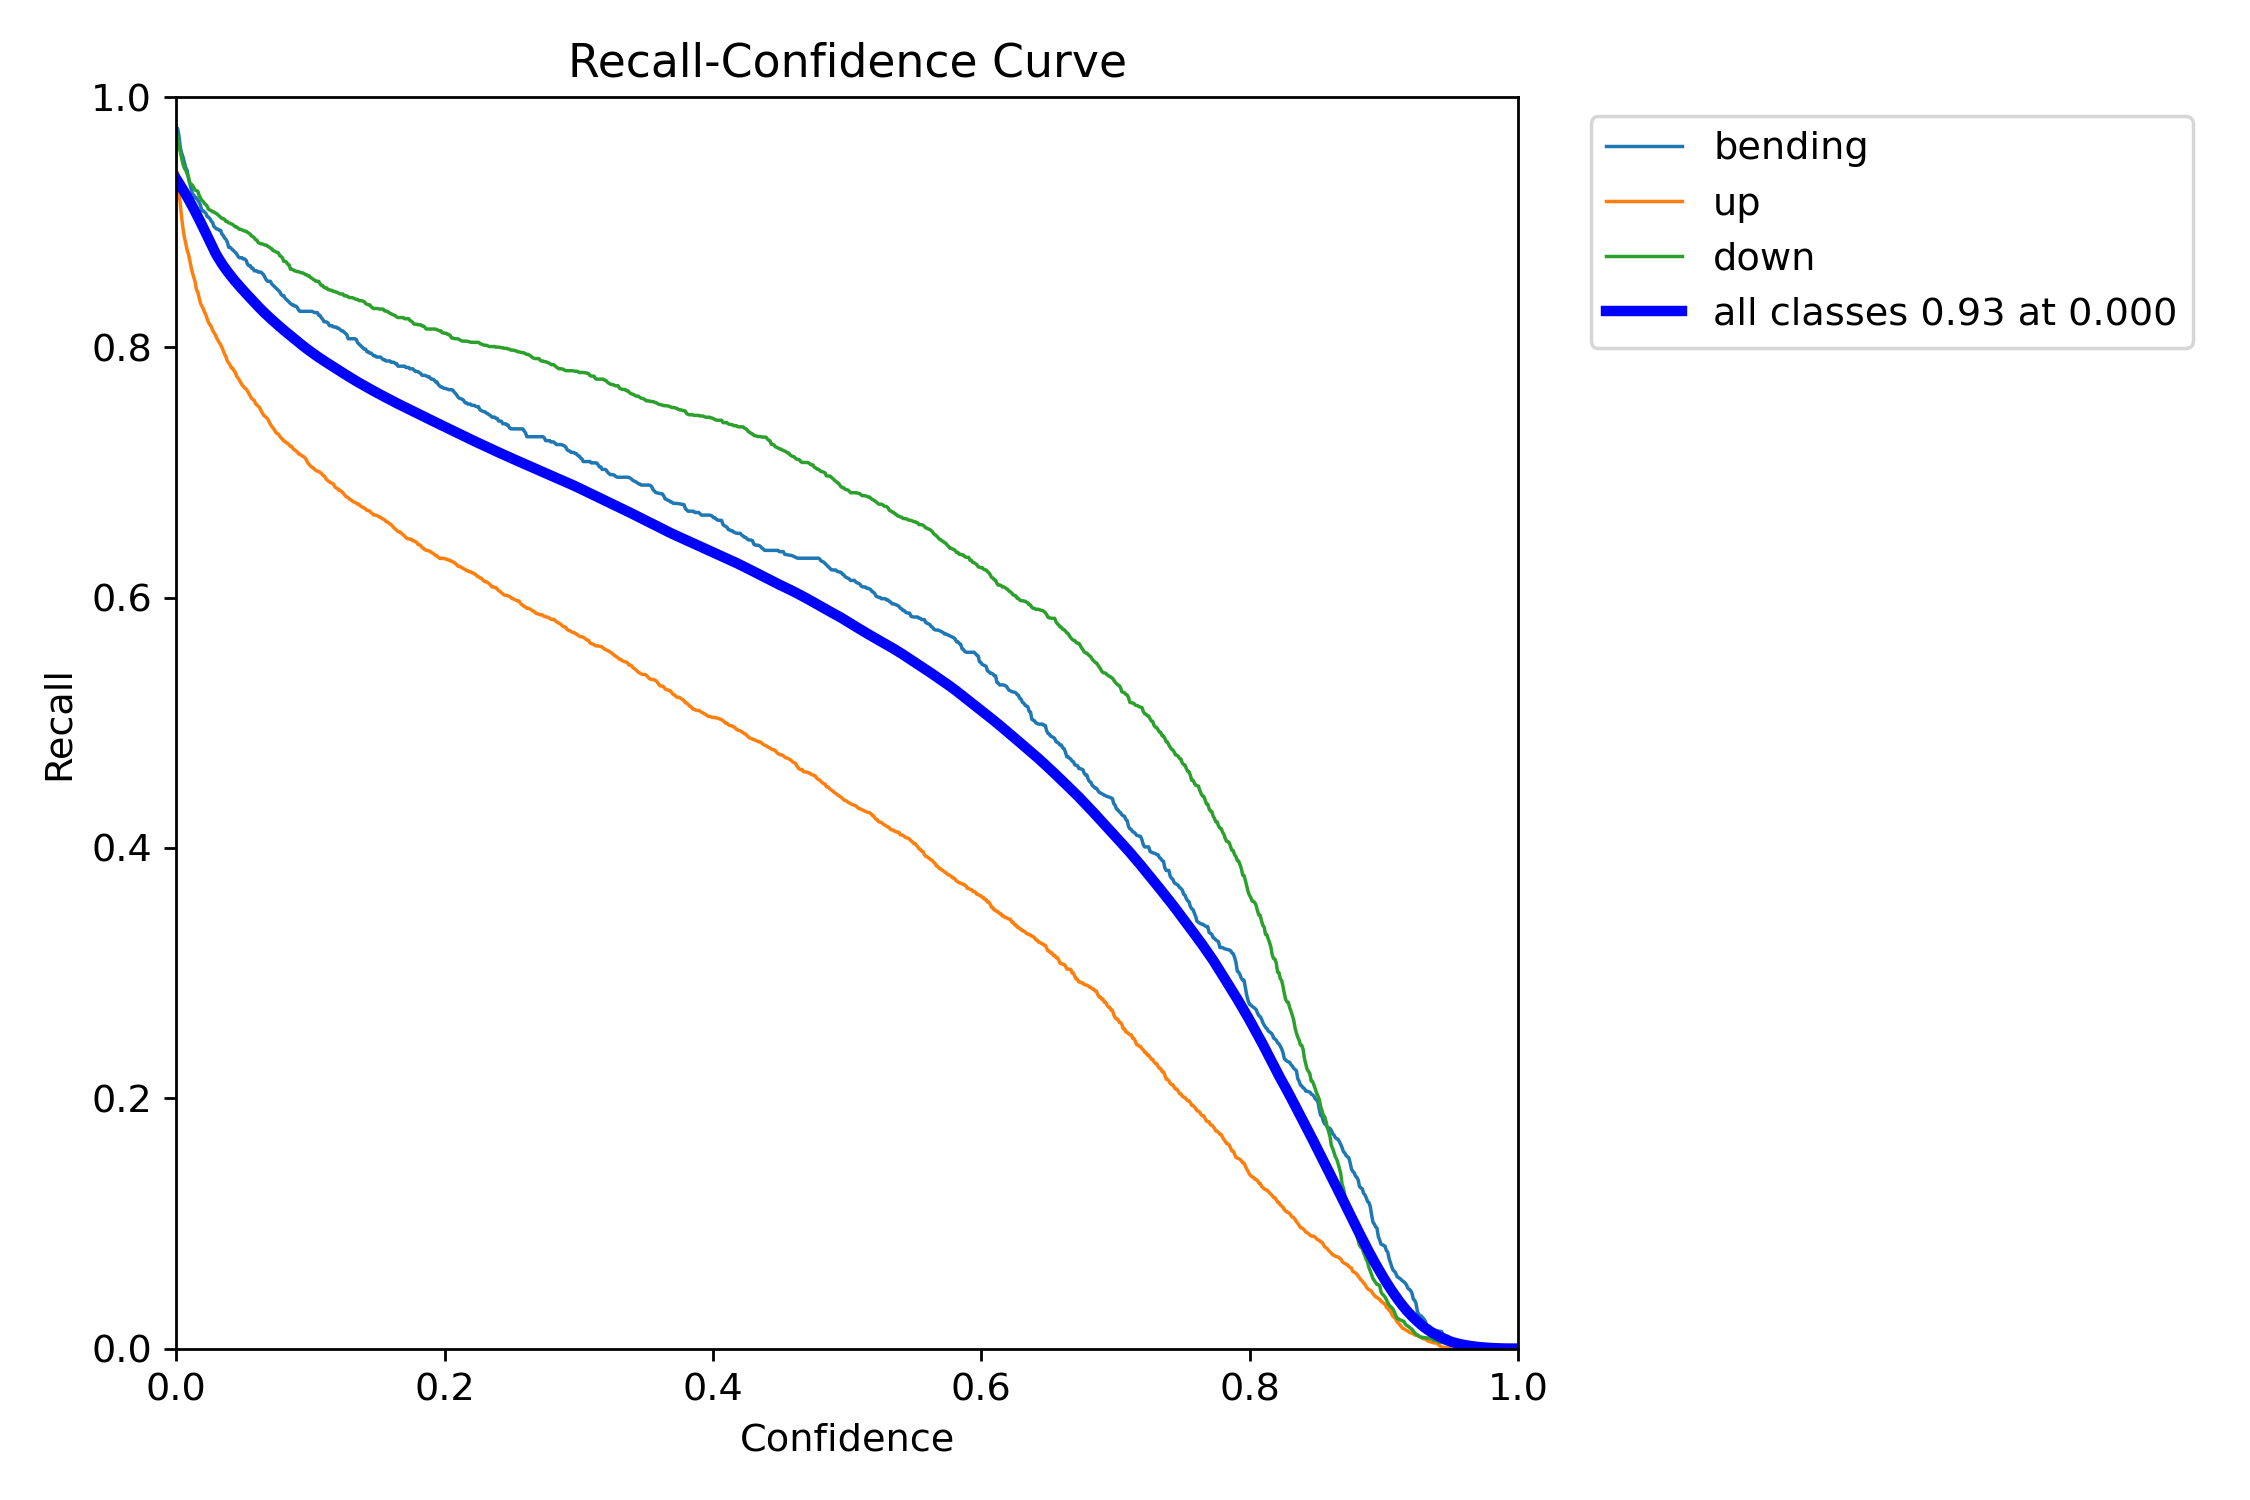 Recall-Confidence Curve
bending
up
down
all classes 0.93 at 0.000
Recall
1.0
0.8
0.6
0.4
0.2
0.0
0.0 0.2 0.4 0.6 0.8 1.0
Confidence